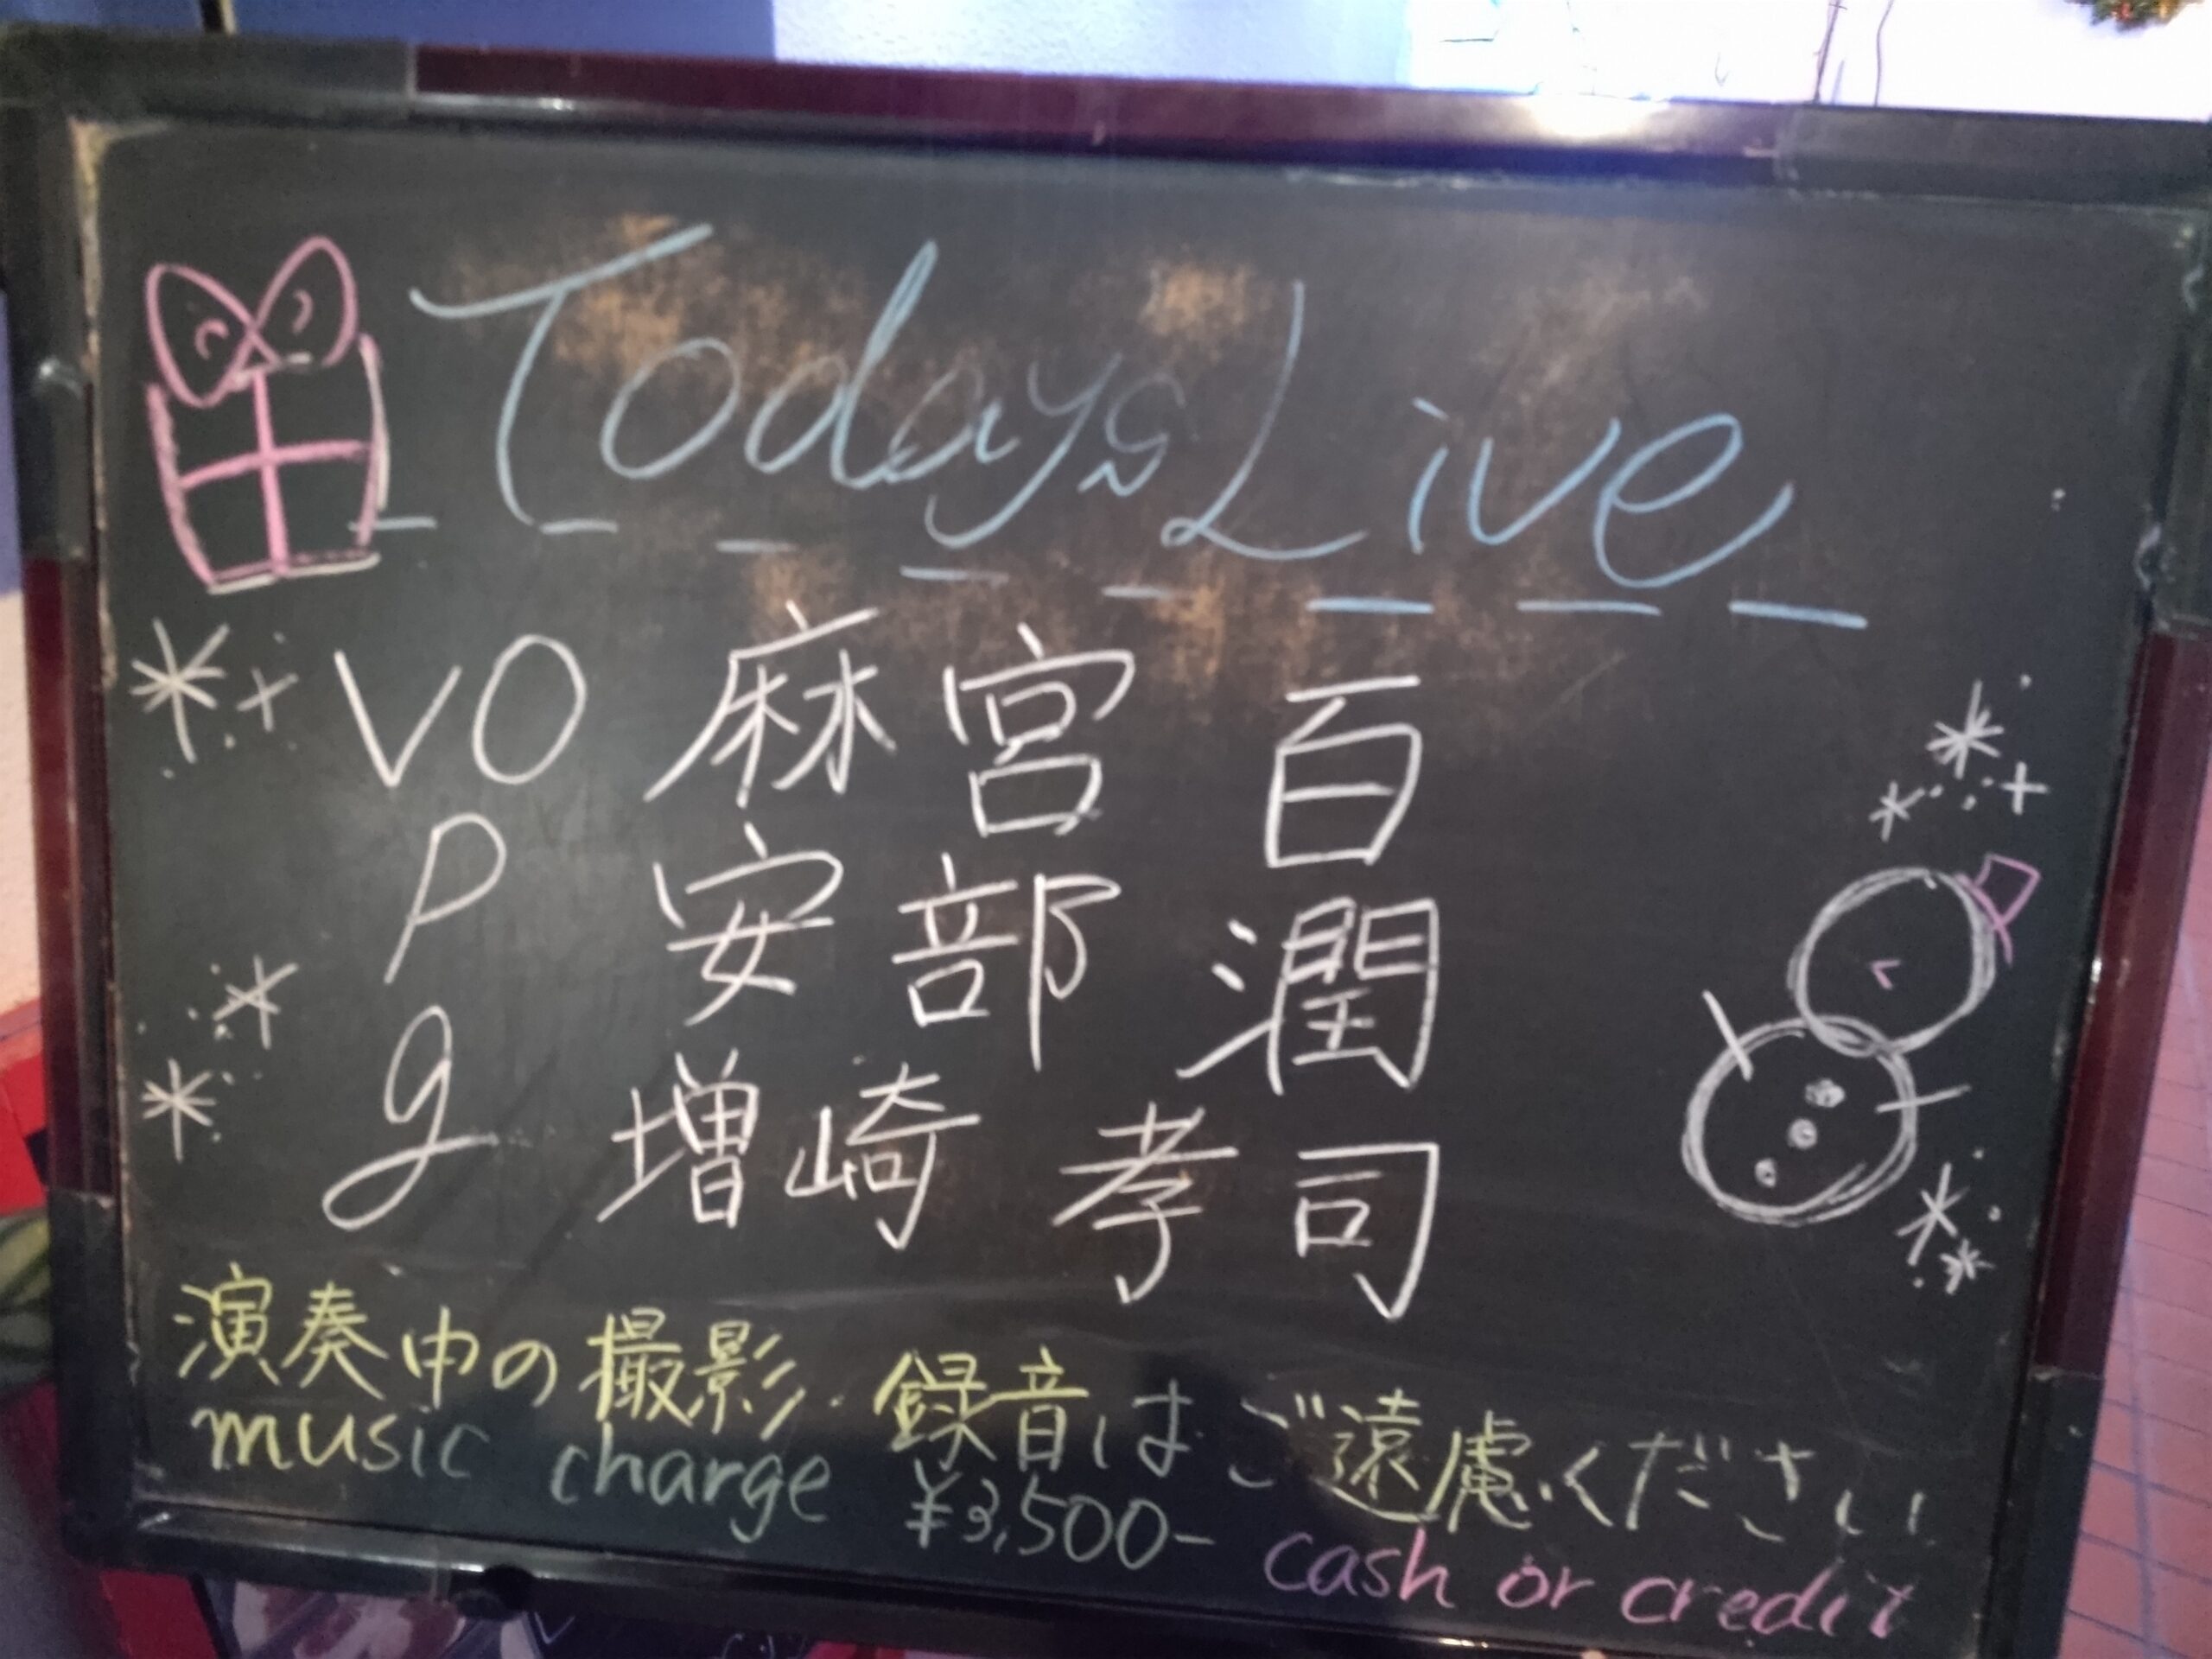 Today's Live
VO 麻宮 百
P 安部 潤
g 増崎 孝司
演奏中の撮影・録音はご遠慮ください
music charge ¥3,500- cash or credit